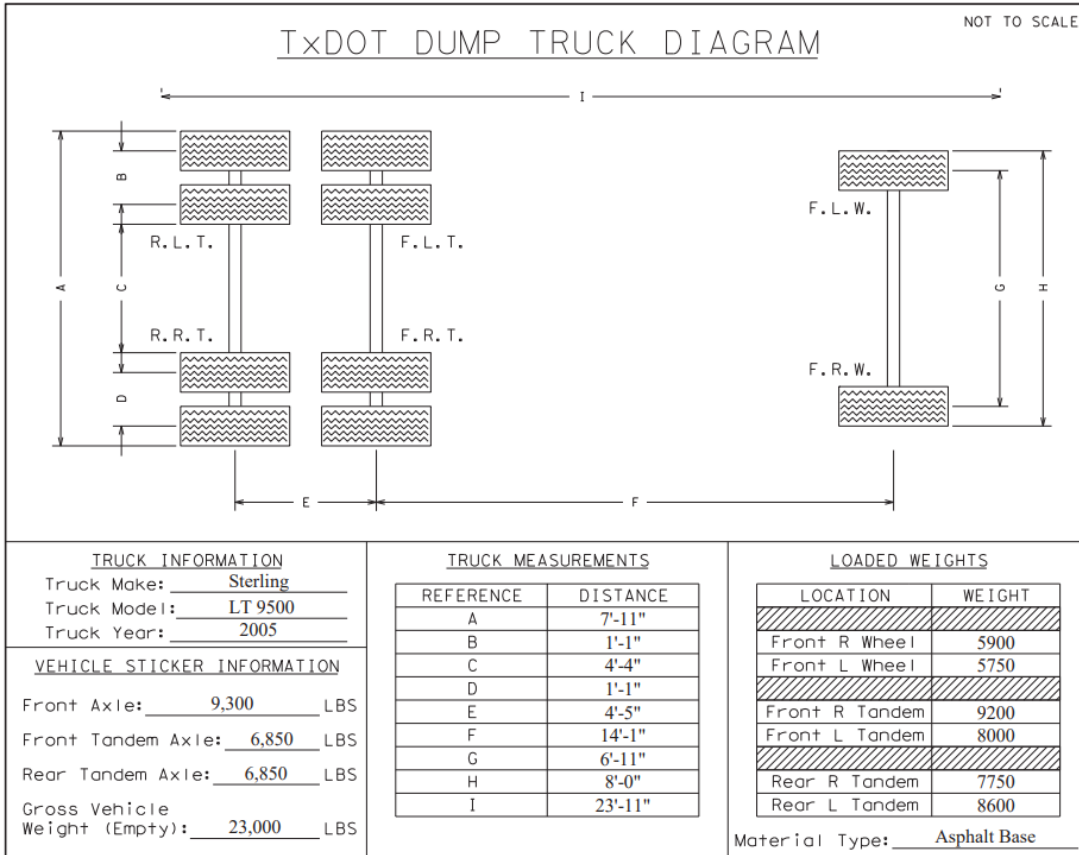 NOT TO SCALE
TxDOT DUMP TRUCK DIAGRAM
I
B
F.L.W.
R.L.T. F.L.T.
A C G H
R.R.T. F.R.T.
F.R.W.
D
E F
TRUCK INFORMATION
Truck Make: Sterling
Truck Model: LT 9500
Truck Year: 2005
VEHICLE STICKER INFORMATION
Front Axle: 9,300 LBS
Front Tandem Axle: 6,850 LBS
Rear Tandem Axle: 6,850 LBS
Gross Vehicle
Weight (Empty): 23,000 LBS
TRUCK MEASUREMENTS
REFERENCE DISTANCE
A 7'-11"
B 1'-1"
C 4'-4"
D 1'-1"
E 4'-5"
F 14'-1"
G 6'-11"
H 8'-0"
I 23'-11"
LOADED WEIGHTS
LOCATION WEIGHT
Front R Wheel 5900
Front L Wheel 5750
Front R Tandem 9200
Front L Tandem 8000
Rear R Tandem 7750
Rear L Tandem 8600
Material Type: Asphalt Base